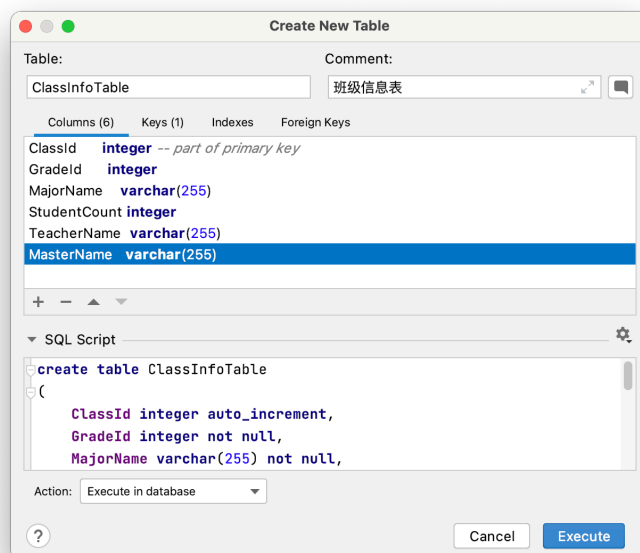 Create New Table
Table: Comment:
ClassInfoTable 班级信息表
Columns (6) Keys (1) Indexes Foreign Keys
ClassId integer -- part of primary key
GradeId integer
MajorName varchar(255)
StudentCount integer
TeacherName varchar(255)
MasterName varchar(255)
SQL Script
create table ClassInfoTable
(
ClassId integer auto_increment,
GradeId integer not null,
MajorName varchar(255) not null,
Action: Execute in database
? Cancel Execute